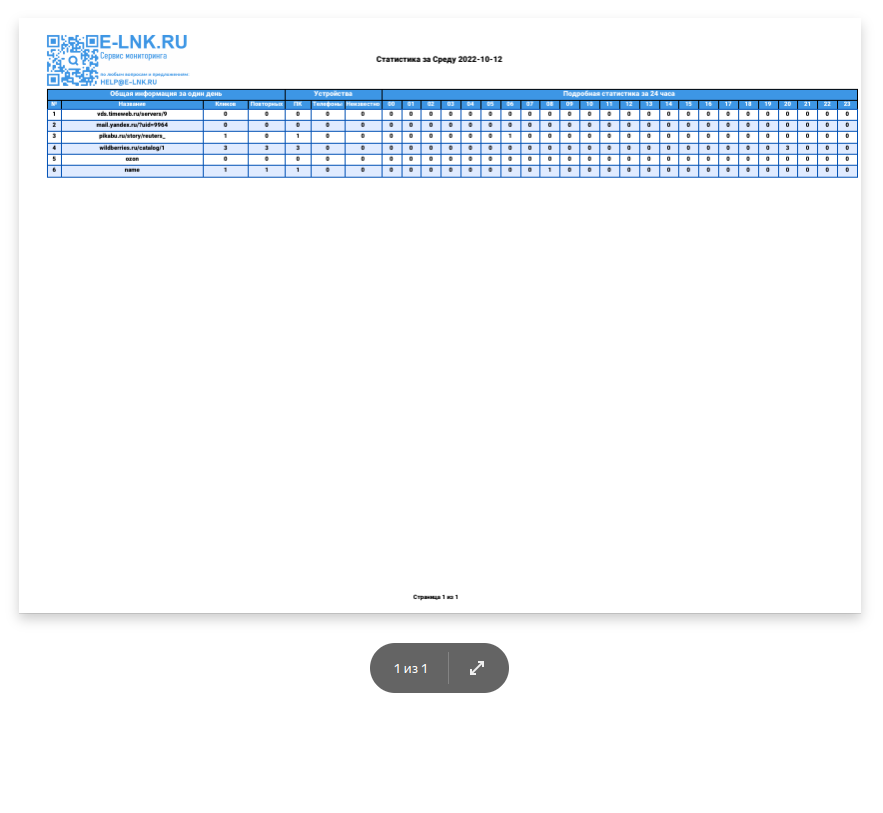 E-LNK.RU
Сервис мониторинга
по любым вопросам и предложениям:
HELP@E-LNK.RU
Статистика за Среду 2022-10-12
Общая информация за один день Устройства Подробная статистика за 24 часа
№ Название Кликов Повторных ПК Телефоны Неизвестно 00 01 02 03 04 05 06 07 08 09 10 11 12 13 14 15 16 17 18 19 20 21 22 23
1 vds.timeweb.ru/servers/9 0 0 0 0 0 0 0 0 0 0 0 0 0 0 0 0 0 0 0 0 0 0 0 0 0 0 0 0 0
2 mail.yandex.ru/?uid=9964 0 0 0 0 0 0 0 0 0 0 0 0 0 0 0 0 0 0 0 0 0 0 0 0 0 0 0 0 0
3 pikabu.ru/story/reuters_ 1 0 1 0 0 0 0 0 0 0 0 1 0 0 0 0 0 0 0 0 0 0 0 0 0 0 0 0 0
4 wildberries.ru/catalog/1 3 3 3 0 0 0 0 0 0 0 0 0 0 0 0 0 0 0 0 0 0 0 0 0 0 3 0 0 0
5 ozon 0 0 0 0 0 0 0 0 0 0 0 0 0 0 0 0 0 0 0 0 0 0 0 0 0 0 0 0 0
6 name 1 1 1 0 0 0 0 0 0 0 0 0 0 1 0 0 0 0 0 0 0 0 0 0 0 0 0 0 0
Страница 1 из 1
1 из 1